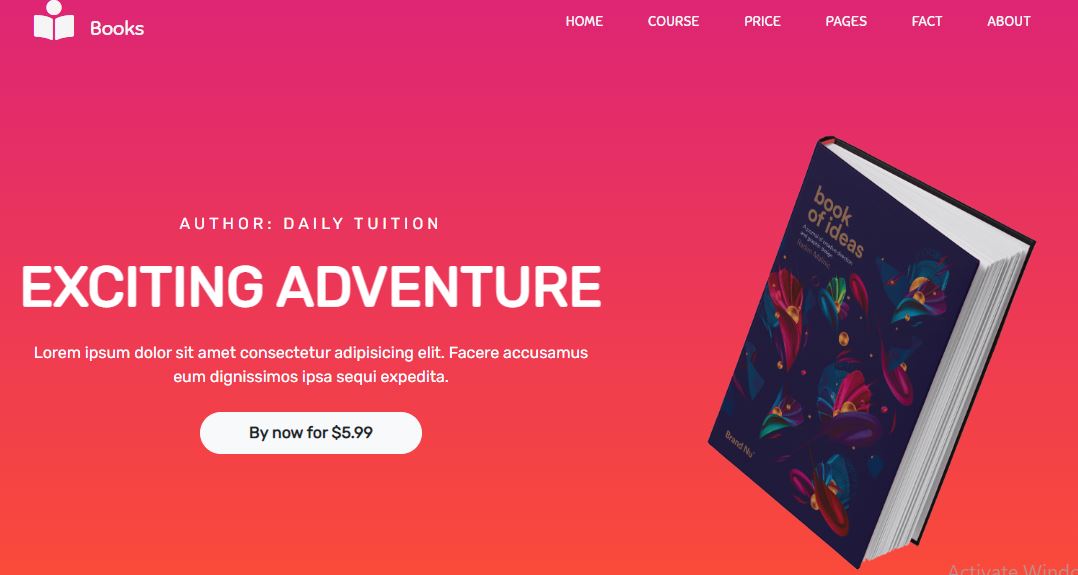 Books
HOME COURSE PRICE PAGES FACT ABOUT
AUTHOR: DAILY TUITION
EXCITING ADVENTURE
Lorem ipsum dolor sit amet consectetur adipisicing elit. Facere accusamus
eum dignissimos ipsa sequi expedita.
By now for $5.99
book
of ideas
Brand Nu
Activate Windo